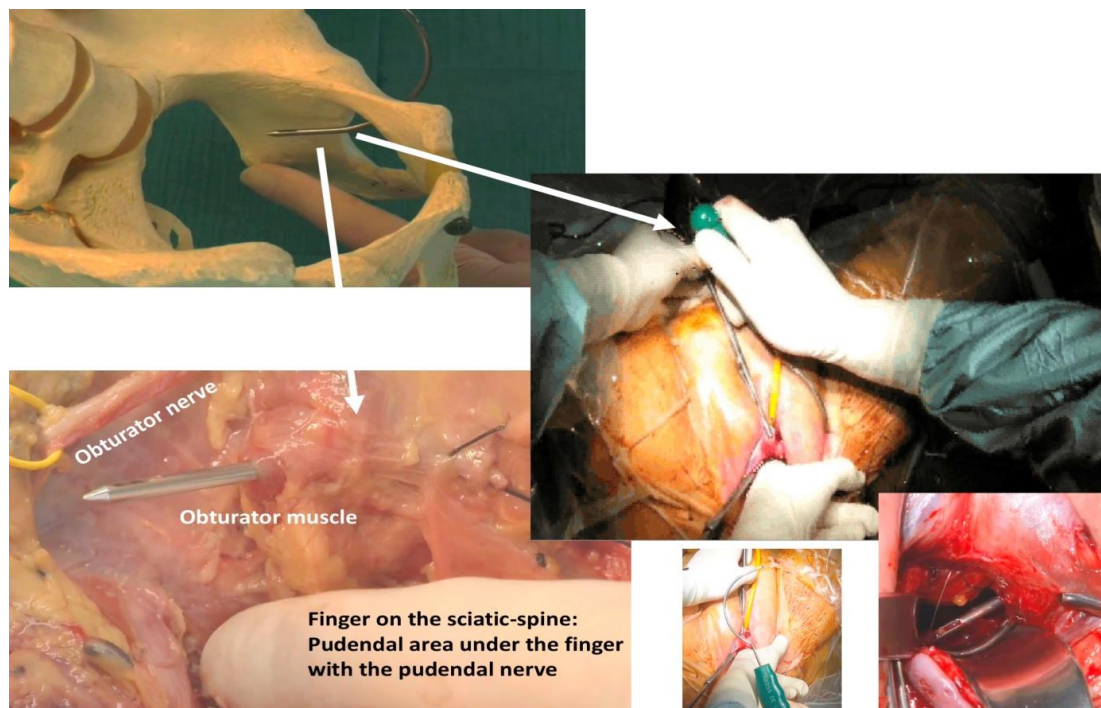 Obturator nerve
Obturator muscle
Finger on the sciatic-spine:
Pudendal area under the finger
with the pudendal nerve